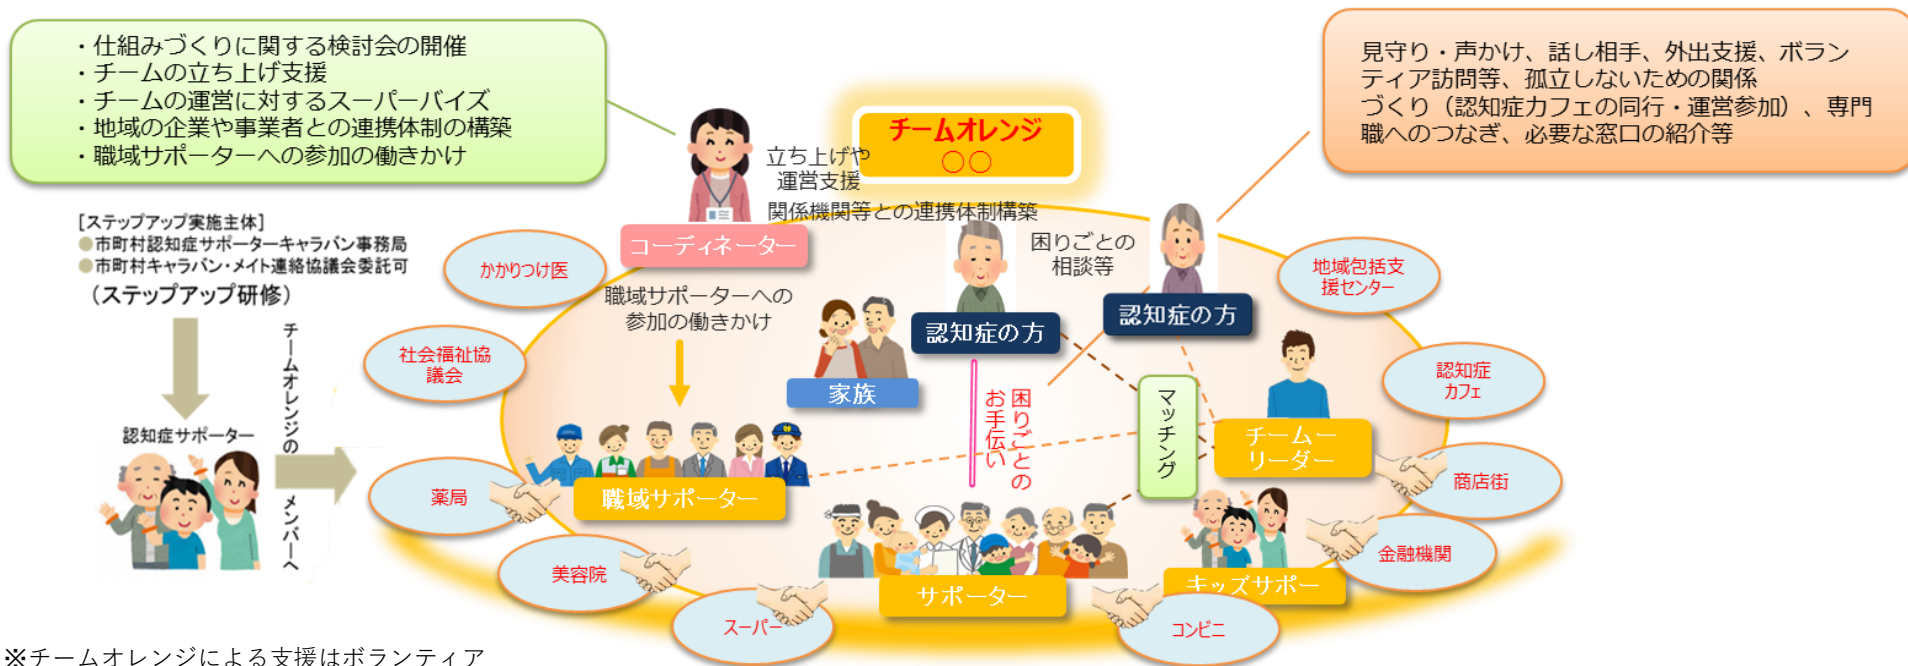 ・仕組みづくりに関する検討会の開催
・チームの立ち上げ支援
・チームの運営に対するスーパーバイズ
・地域の企業や事業者との連携体制の構築
・職域サポーターへの参加の働きかけ
見守り・声かけ、話し相手、外出支援、ボラン
ティア訪問等、孤立しないための関係
づくり（認知症カフェの同行・運営参加）、専門
職へのつなぎ、必要な窓口の紹介等
チームオレンジ
〇〇
立ち上げや
運営支援
関係機関等との連携体制構築
コーディネーター
[ステップアップ実施主体]
●市町村認知症サポーターキャラバン事務局
●市町村キャラバン・メイト連絡協議会委託可
（ステップアップ研修）
チームオレンジの
メンバーへ
認知症サポーター
かかりつけ医
社会福祉協
議会
薬局
美容院
スーパー
コンビニ
金融機関
商店街
認知症
カフェ
地域包括支
援センター
職域サポーターへの
参加の働きかけ
困りごとの
相談等
認知症の方
認知症の方
家族
困りごとの
お手伝い
マッチング
チームー
リーダー
職域サポーター
サポーター
キッズサポー
※チームオレンジによる支援はボランティア